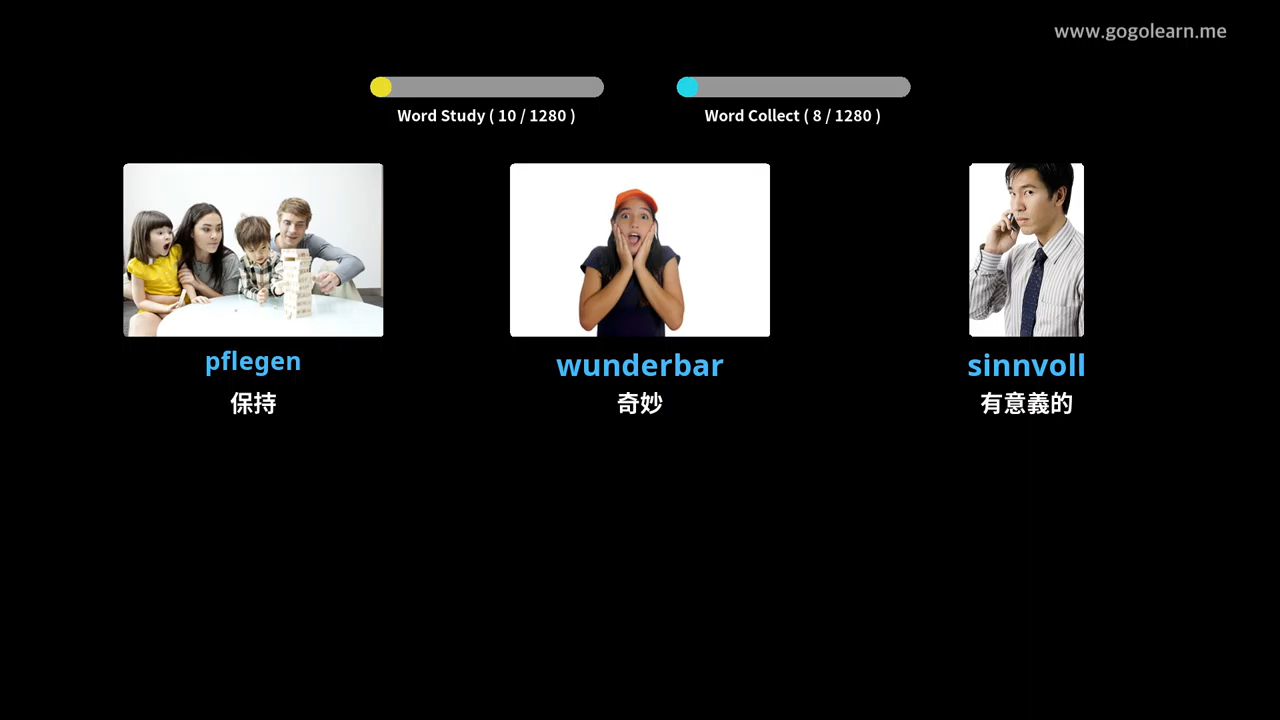 www.gogolearn.me
Word Study ( 10 / 1280 )
Word Collect ( 8 / 1280 )
pflegen
wunderbar
sinnvoll
保持
奇妙
有意義的